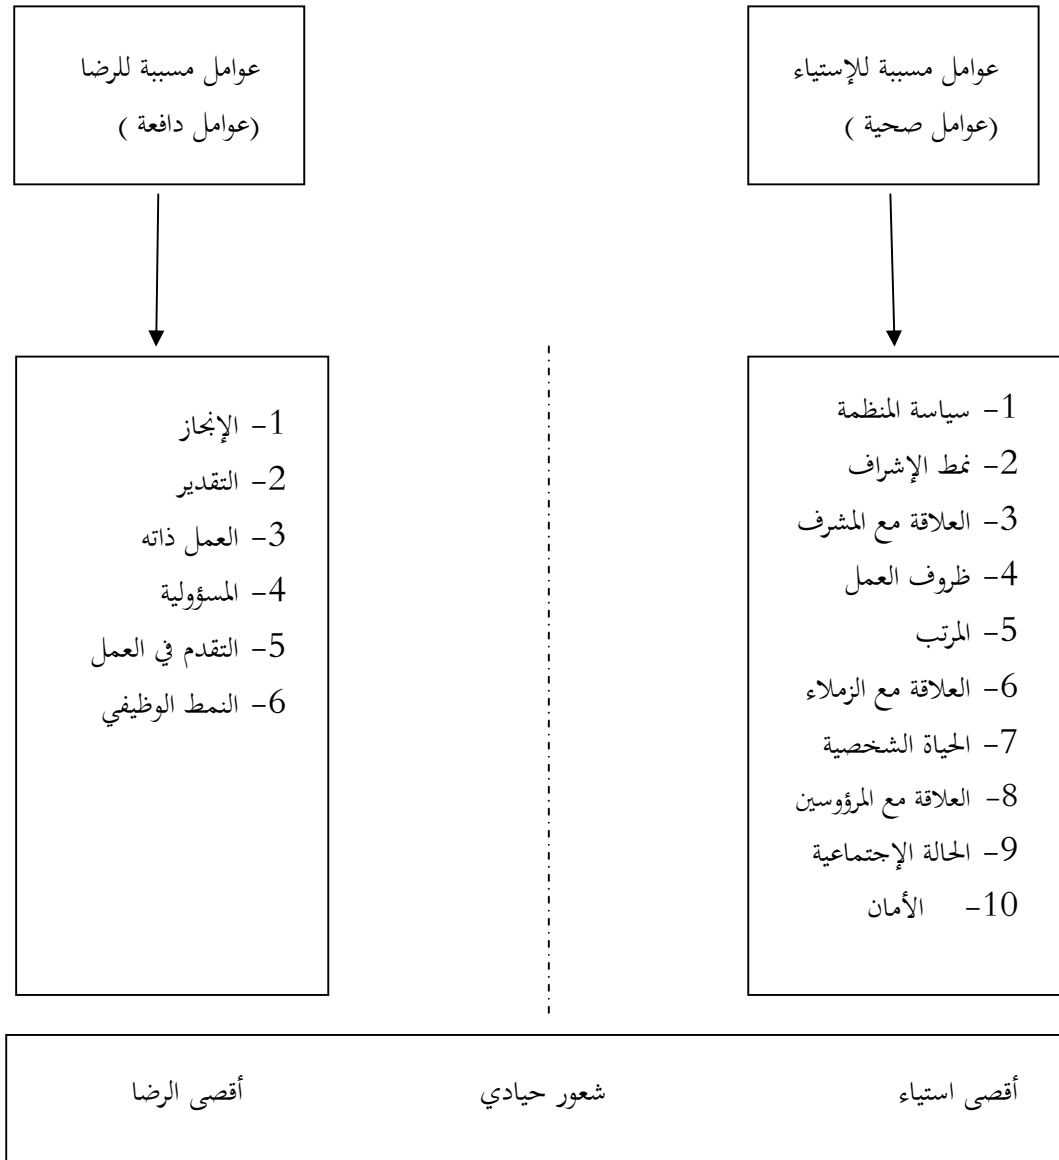 عوامل مسببة للإستياء
(عوامل صحية )
عوامل مسببة للرضا
(عوامل دافعة )
1- سياسة المنظمة
2- نمط الإشراف
3- العلاقة مع المشرف
4- ظروف العمل
5- المرتب
6- العلاقة مع الزملاء
7- الحياة الشخصية
8- العلاقة مع المرؤوسين
9- الحالة الإجتماعية
10- الأمان
1- الإنجاز
2- التقدير
3- العمل ذاته
4- المسؤولية
5- التقدم في العمل
6- النمط الوظيفي
أقصى استياء شعور حيادي أقصى الرضا